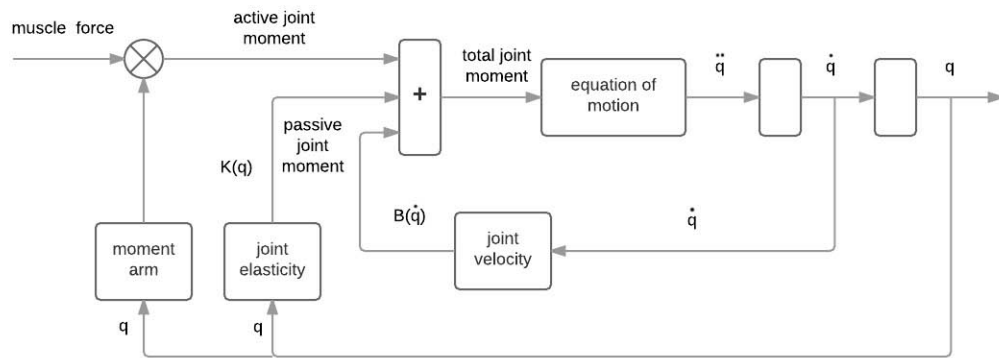 muscle force
active joint
moment
total joint
moment
equation of
motion
q̈
q̇
q
+
passive
joint
moment
K(q)
B(q̇)
q̇
moment
arm
joint
elasticity
joint
velocity
q
q